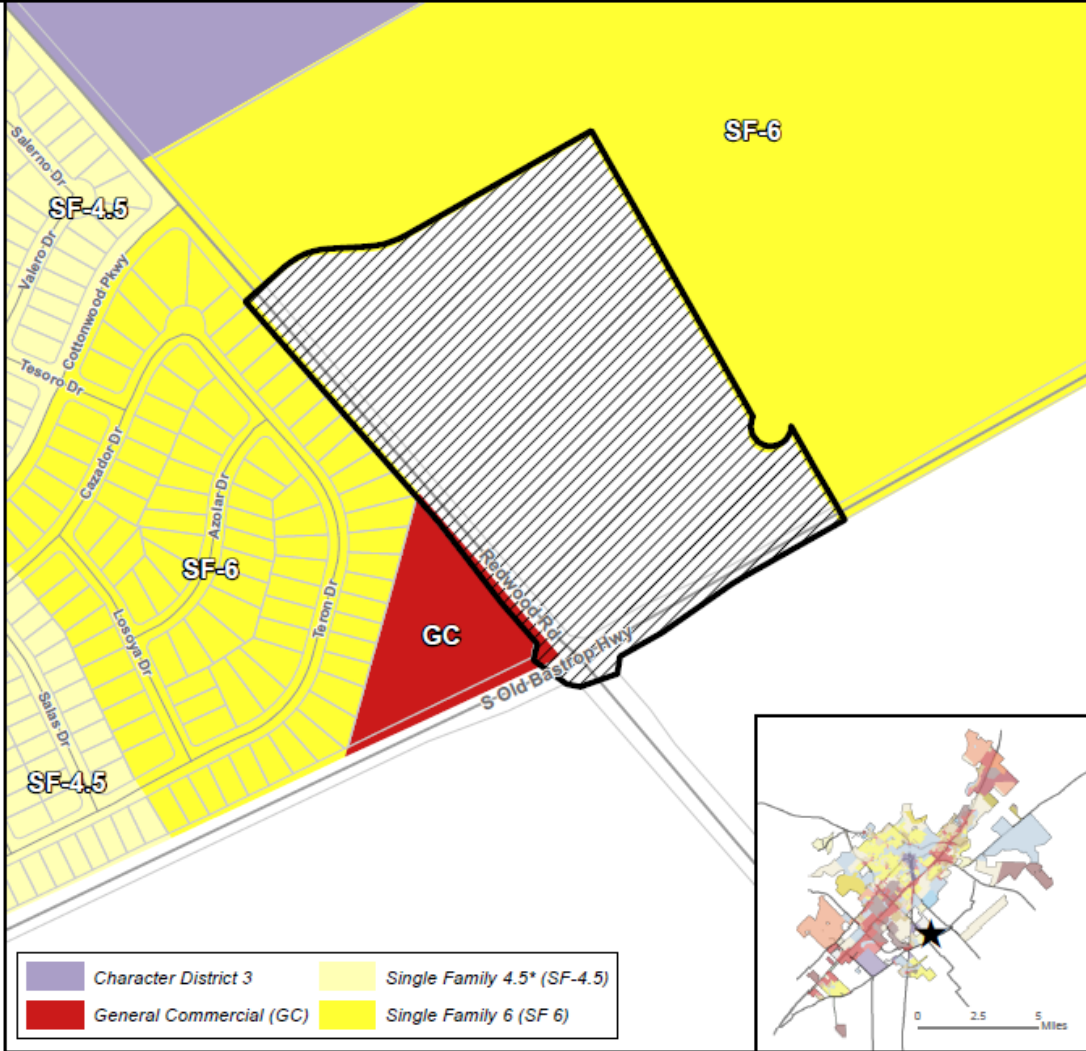 SF-6
Salerno Dr
SF-4.5
Valero Dr
Cottonwood Pkwy
Tesoro Dr
Cazador Dr
Azolar Dr
SF-6
Redwood Rd
Teron Dr
Losoya Dr
GC
S Old Bastrop Hwy
Salas Dr
SF-4.5
Character District 3
Single Family 4.5* (SF-4.5)
General Commercial (GC)
Single Family 6 (SF 6)
0 2.5 5
Miles